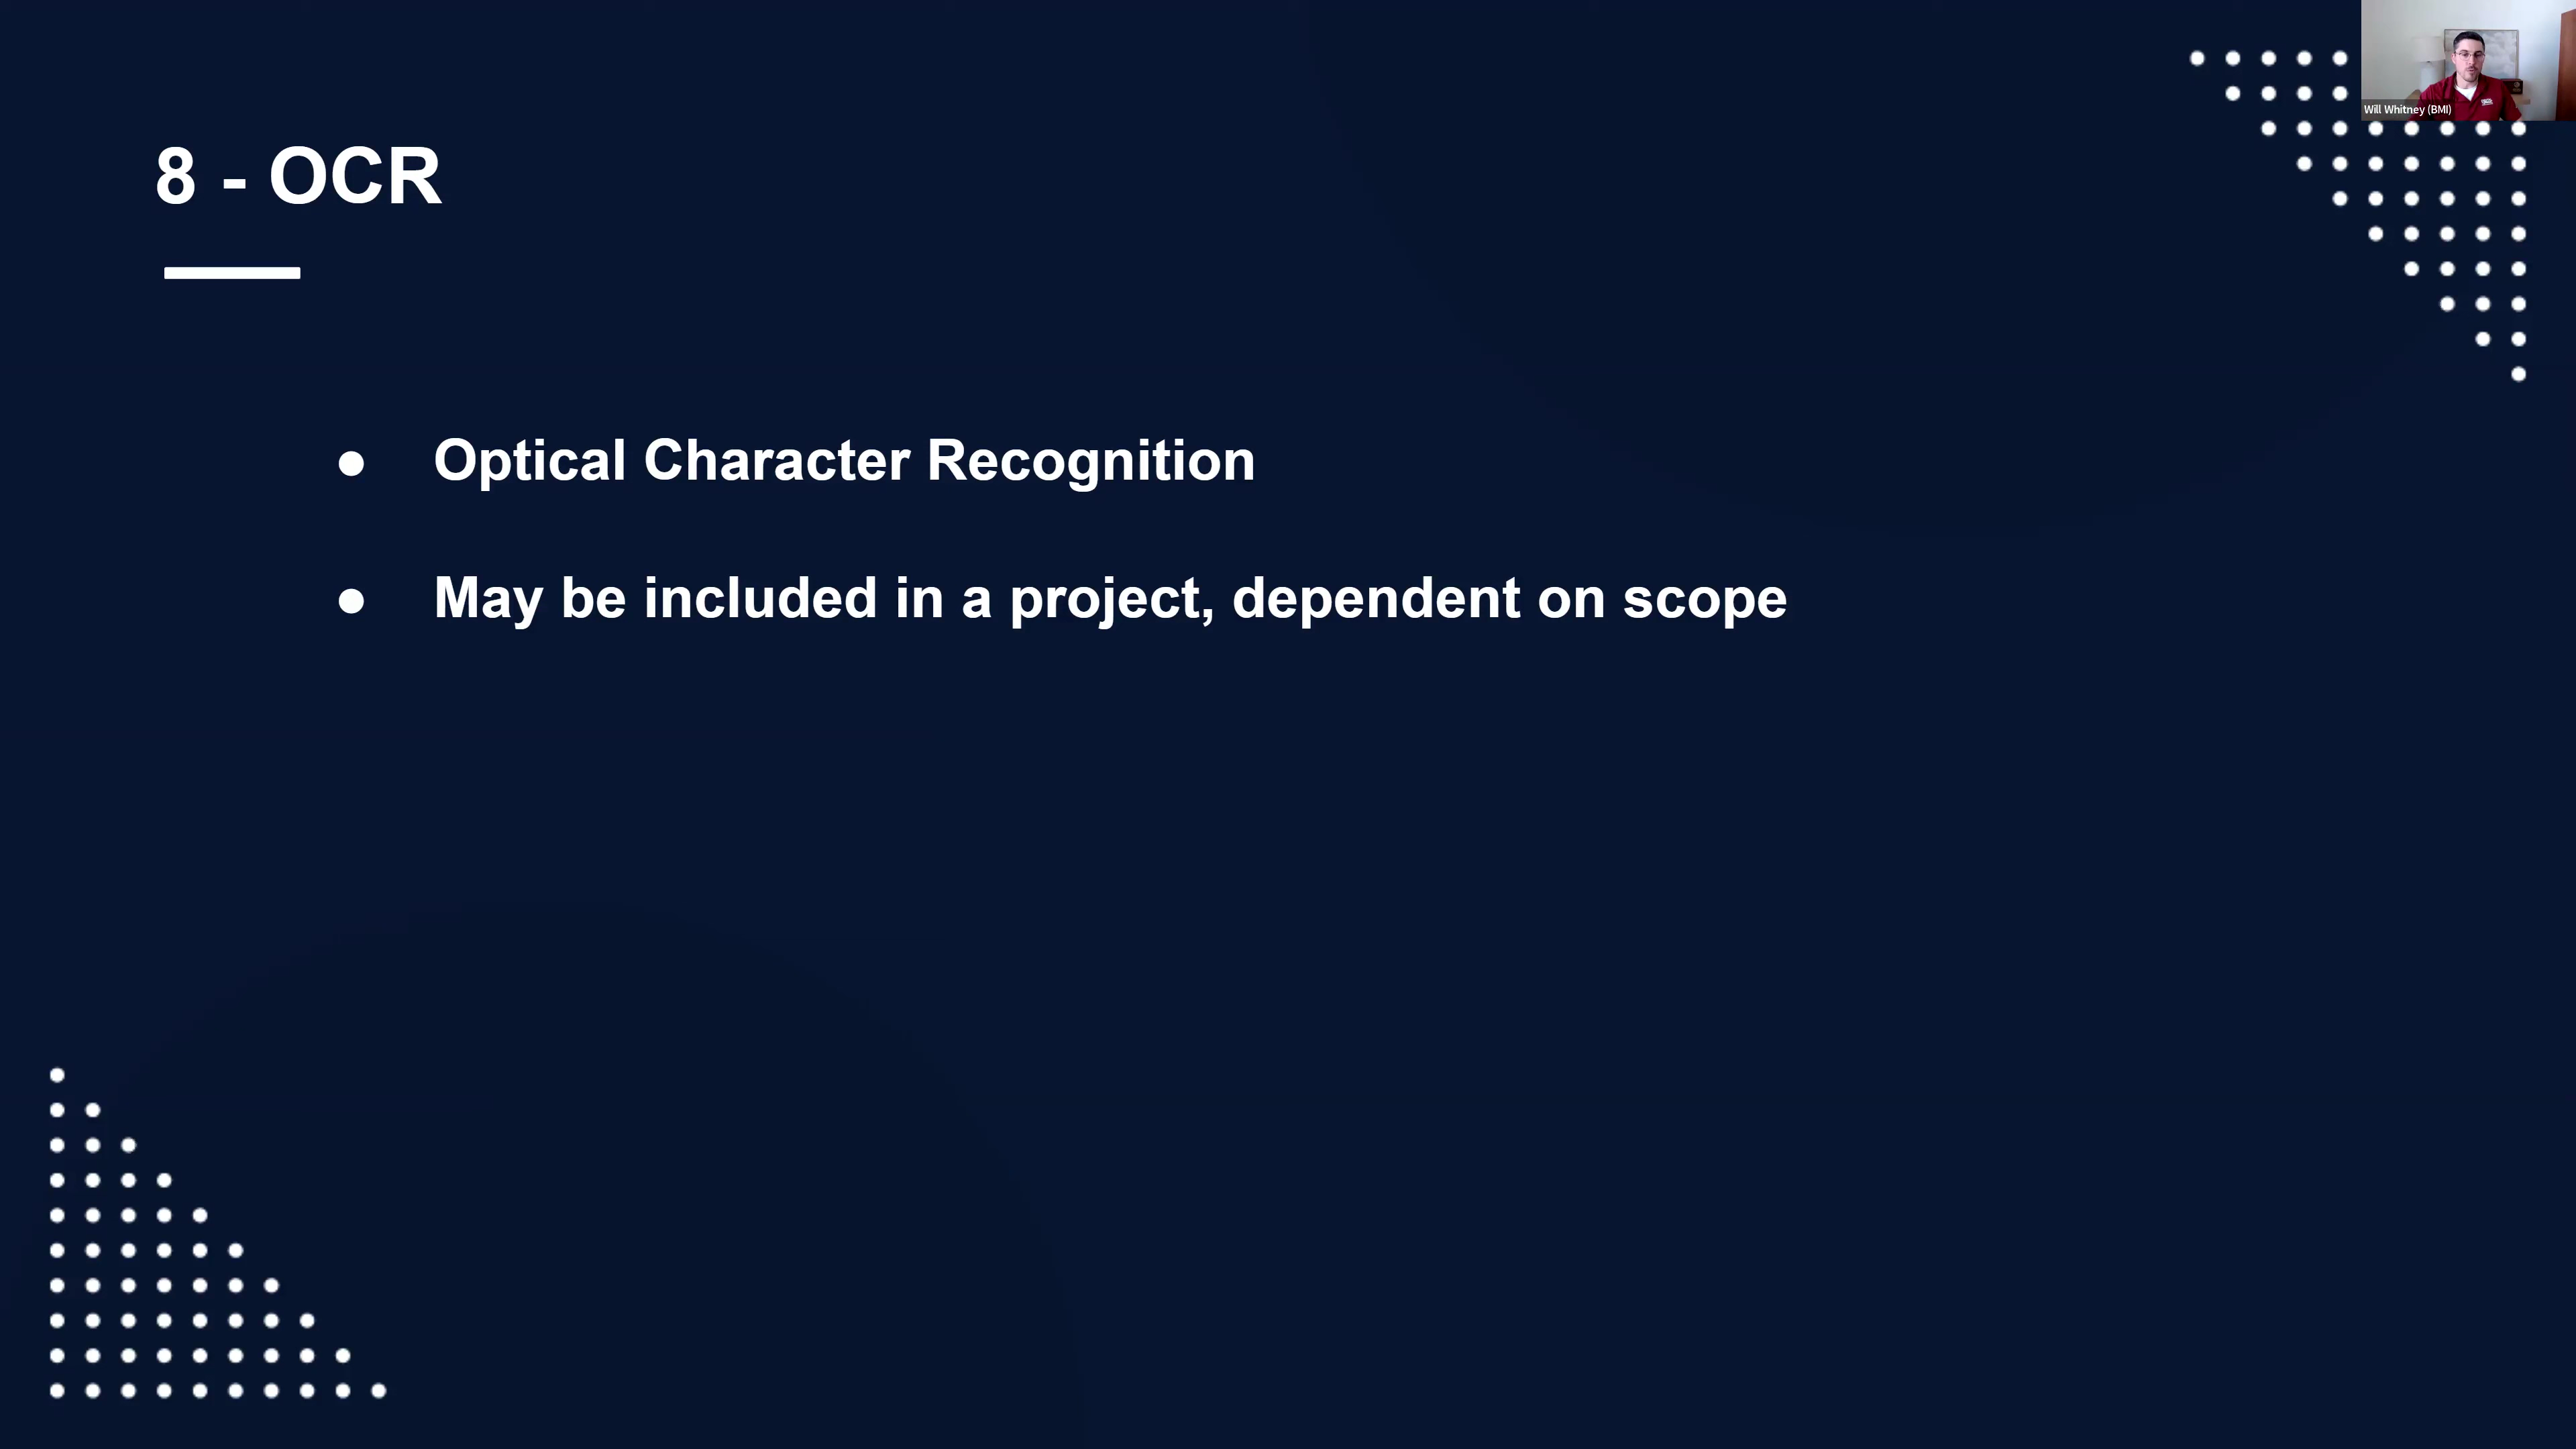 Will Whitney (BMI)
8 - OCR
● Optical Character Recognition
● May be included in a project, dependent on scope